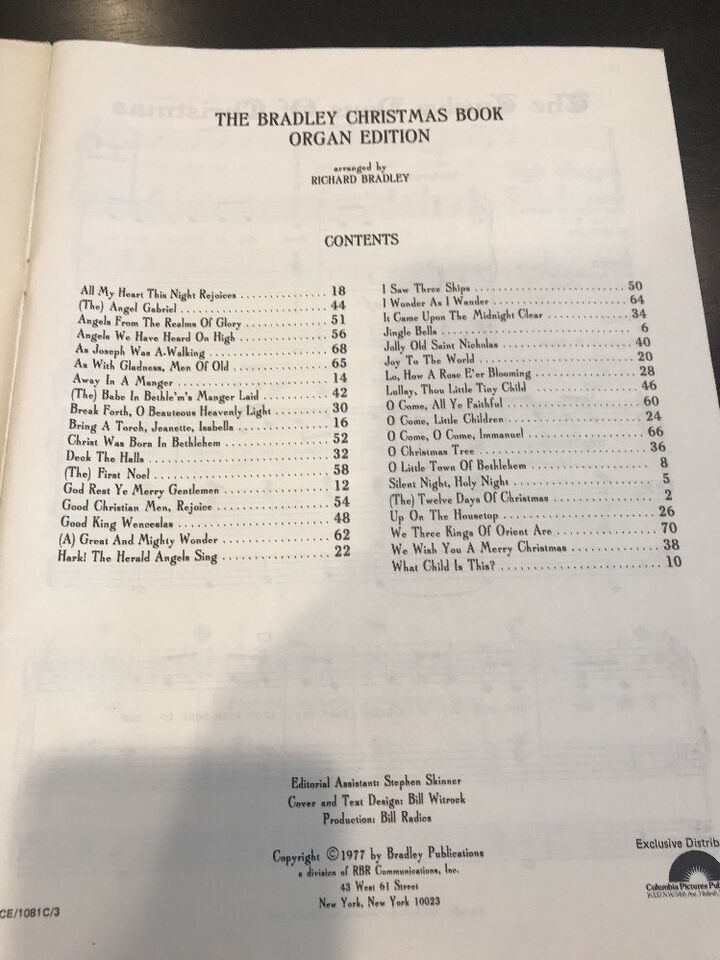 THE BRADLEY CHRISTMAS BOOK
ORGAN EDITION
arranged by
RICHARD BRADLEY
CONTENTS
All My Heart This Night Rejoices . . . . . . . . . . . . . 18
(The) Angel Gabriel . . . . . . . . . . . . . 44
Angels From The Realms Of Glory . . . . . . . . . . . . . 51
Angels We Have Heard On High . . . . . . . . . . . . . 56
As Joseph Was A-Walking . . . . . . . . . . . . . 68
As With Gladness, Men Of Old . . . . . . . . . . . . . 65
Away In A Manger . . . . . . . . . . . . . 14
(The) Babe In Bethle'm's Manger Laid . . . . . . . . . . . . . 42
Break Forth, O Beauteous Heavenly Light . . . . . . . . . . . . . 30
Bring A Torch, Jeanette, Isabella . . . . . . . . . . . . . 16
Christ Was Born In Bethlehem . . . . . . . . . . . . . 52
Deck The Halls . . . . . . . . . . . . . 32
(The) First Noel . . . . . . . . . . . . . 58
God Rest Ye Merry Gentlemen . . . . . . . . . . . . . 12
Good Christian Men, Rejoice . . . . . . . . . . . . . 54
Good King Wenceslas . . . . . . . . . . . . . 48
(A) Great And Mighty Wonder . . . . . . . . . . . . . 62
Hark! The Herald Angels Sing . . . . . . . . . . . . . 22
I Saw Three Ships . . . . . . . . . . . . . 50
I Wonder As I Wander . . . . . . . . . . . . . 64
It Came Upon The Midnight Clear . . . . . . . . . . . . . 34
Jingle Bells . . . . . . . . . . . . . 6
Jolly Old Saint Nicholas . . . . . . . . . . . . . 40
Joy To The World . . . . . . . . . . . . . 20
Lo, How A Rose E'er Blooming . . . . . . . . . . . . . 28
Lullay, Thou Little Tiny Child . . . . . . . . . . . . . 46
O Come, All Ye Faithful . . . . . . . . . . . . . 60
O Come, Little Children . . . . . . . . . . . . . 24
O Come, O Come, Immanuel . . . . . . . . . . . . . 66
O Christmas Tree . . . . . . . . . . . . . 36
O Little Town Of Bethlehem . . . . . . . . . . . . . 8
Silent Night, Holy Night . . . . . . . . . . . . . 5
(The) Twelve Days Of Christmas . . . . . . . . . . . . . 2
Up On The Housetop . . . . . . . . . . . . . 26
We Three Kings Of Orient Are . . . . . . . . . . . . . 70
We Wish You A Merry Christmas . . . . . . . . . . . . . 38
What Child Is This? . . . . . . . . . . . . . 10
Editorial Assistant: Stephen Skinner
Cover and Text Design: Bill Witrock
Production: Bill Radics
Copyright ©1977 by Bradley Publications
a division of RBR Communications, Inc.
43 West 61 Street
New York, New York 10023
Exclusive Distrib
Columbia Pictures Pu
CE/1081C/3